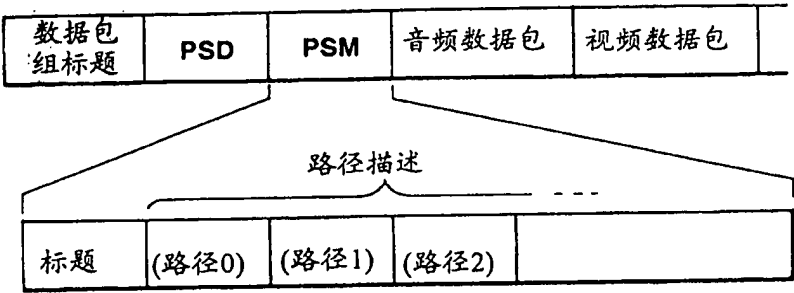 数据包
组标题
PSD
PSM
音频数据包
视频数据包
路径描述
标题
(路径0)
(路径1)
(路径2)